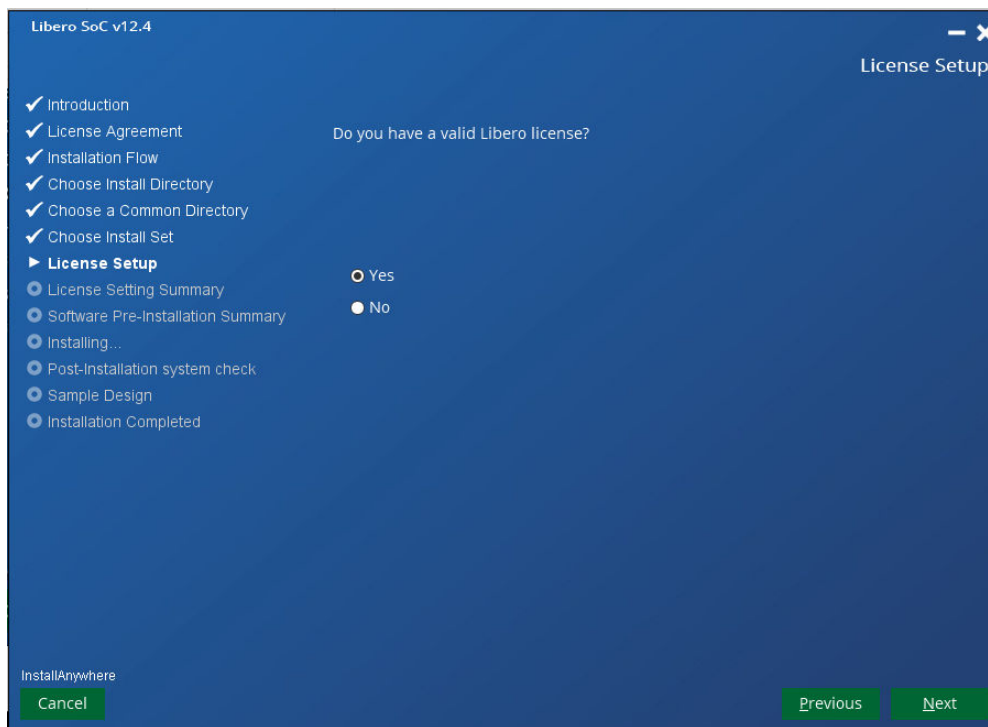 Libero SoC v12.4
License Setup
Introduction
License Agreement
Installation Flow
Choose Install Directory
Choose a Common Directory
Choose Install Set
License Setup
License Setting Summary
Software Pre-Installation Summary
Installing...
Post-Installation system check
Sample Design
Installation Completed
Do you have a valid Libero license?
Yes
No
InstallAnywhere
Cancel
Previous
Next